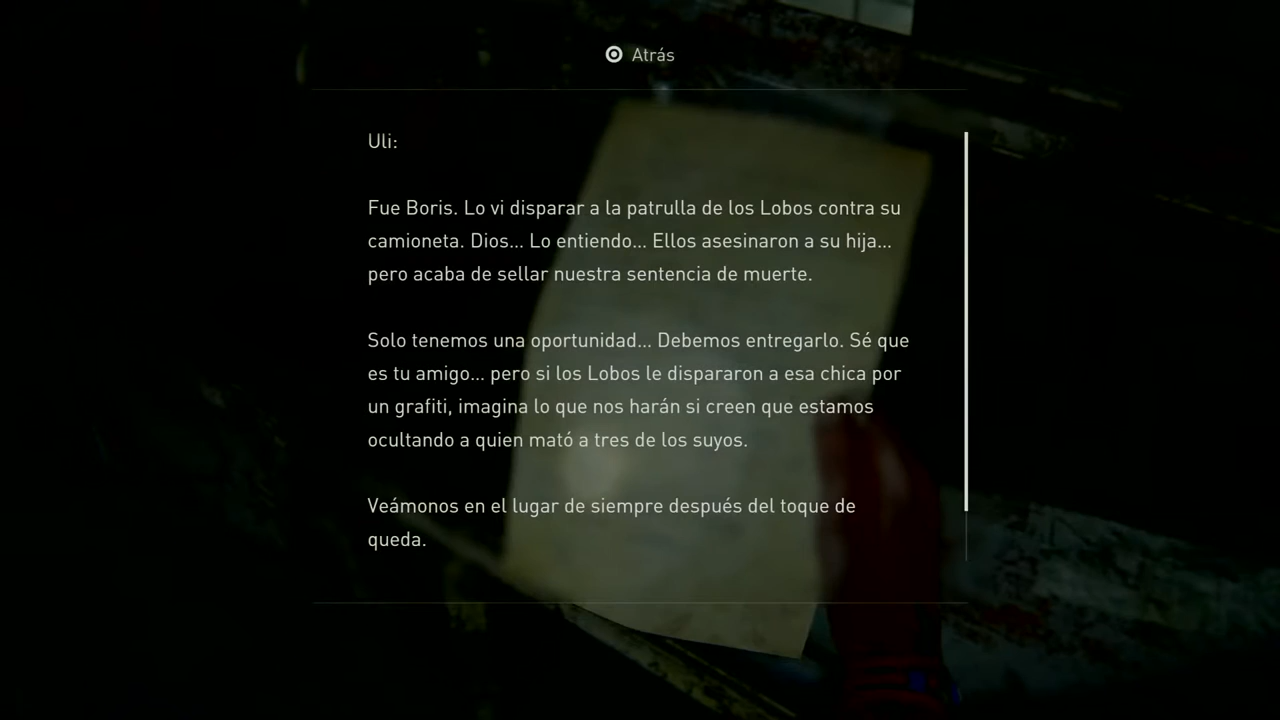 Atrás
Uli:
Fue Boris. Lo vi disparar a la patrulla de los Lobos contra su
camioneta. Dios... Lo entiendo... Ellos asesinaron a su hija...
pero acaba de sellar nuestra sentencia de muerte.
Solo tenemos una oportunidad... Debemos entregarlo. Sé que
es tu amigo... pero si los Lobos le dispararon a esa chica por
un grafiti, imagina lo que nos harán si creen que estamos
ocultando a quien mató a tres de los suyos.
Veámonos en el lugar de siempre después del toque de
queda.